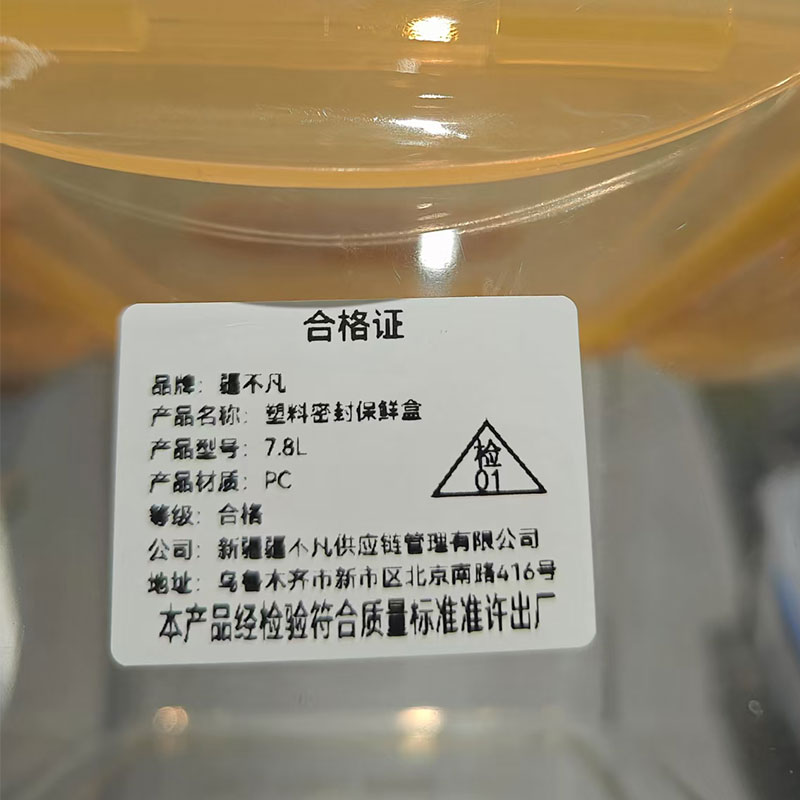 合格证
品牌：疆不凡
产品名称：塑料密封保鲜盒
产品型号：7.8L
产品材质：PC
等级：合格
检
01
公司：新疆疆不凡供应链管理有限公司
地址：乌鲁木齐市新市区北京南路416号
本产品经检验符合质量标准准许出厂